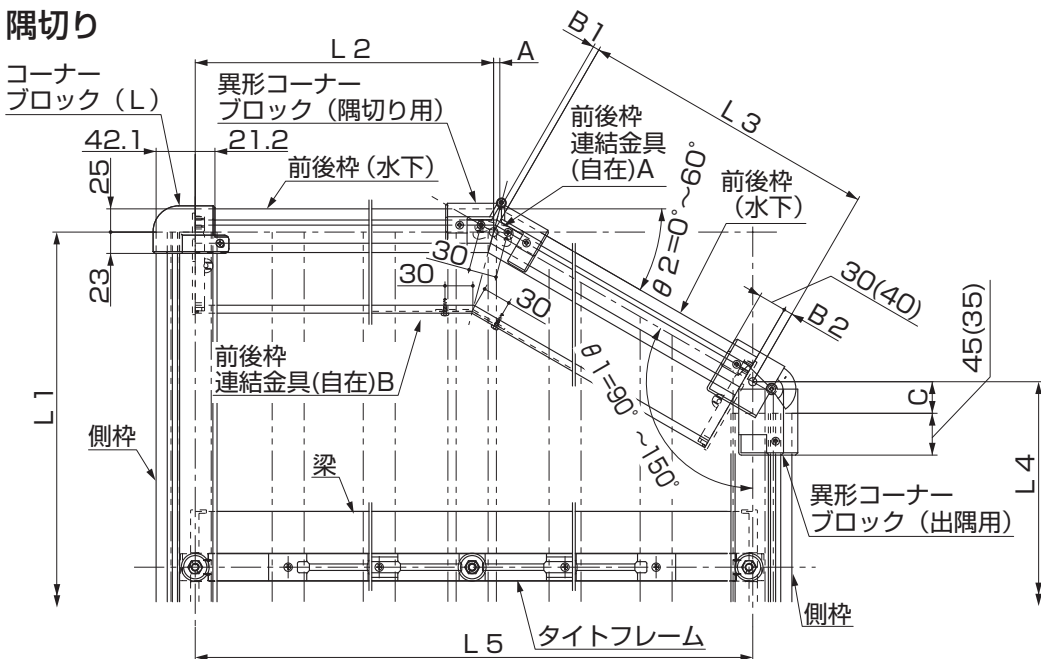 隅切り
コーナー
ブロック（L）
L2
A
B1
L3
異形コーナー
ブロック（隅切り用）
前後枠
連結金具
(自在)A
42.1
21.2
25
23
前後枠（水下）
θ2=0°～60°
前後枠
（水下）
30
30
30
30(40)
B2
45(35)
C
前後枠
連結金具(自在)B
θ1=90°～150°
L1
側枠
梁
L4
異形コーナー
ブロック（出隅用）
側枠
タイトフレーム
L5